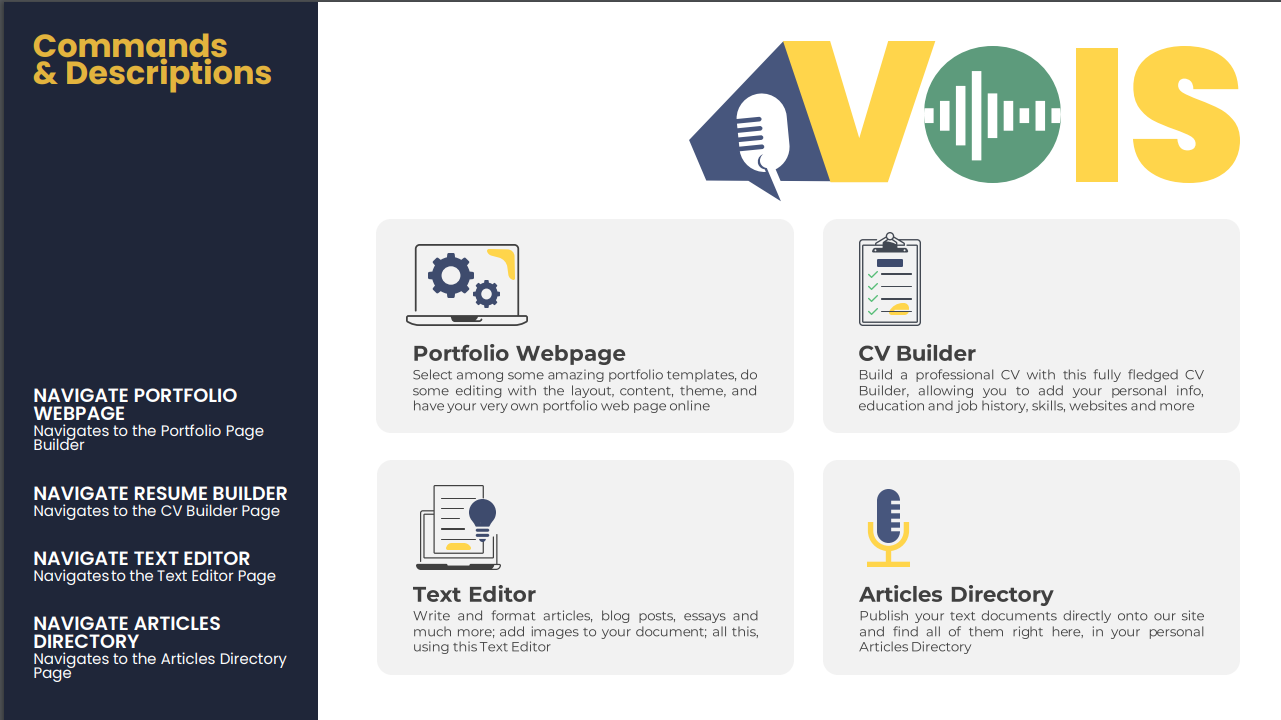 Commands
& Descriptions
NAVIGATE PORTFOLIO
WEBPAGE
Navigates to the Portfolio Page
Builder
NAVIGATE RESUME BUILDER
Navigates to the CV Builder Page
NAVIGATE TEXT EDITOR
Navigates to the Text Editor Page
NAVIGATE ARTICLES
DIRECTORY
Navigates to the Articles Directory
Page
VOIS
Portfolio Webpage
Select among some amazing portfolio templates, do
some editing with the layout, content, theme, and
have your very own portfolio web page online
CV Builder
Build a professional CV with this fully fledged CV
Builder, allowing you to add your personal info,
education and job history, skills, websites and more
Text Editor
Write and format articles, blog posts, essays and
much more; add images to your document; all this,
using this Text Editor
Articles Directory
Publish your text documents directly onto our site
and find all of them right here, in your personal
Articles Directory